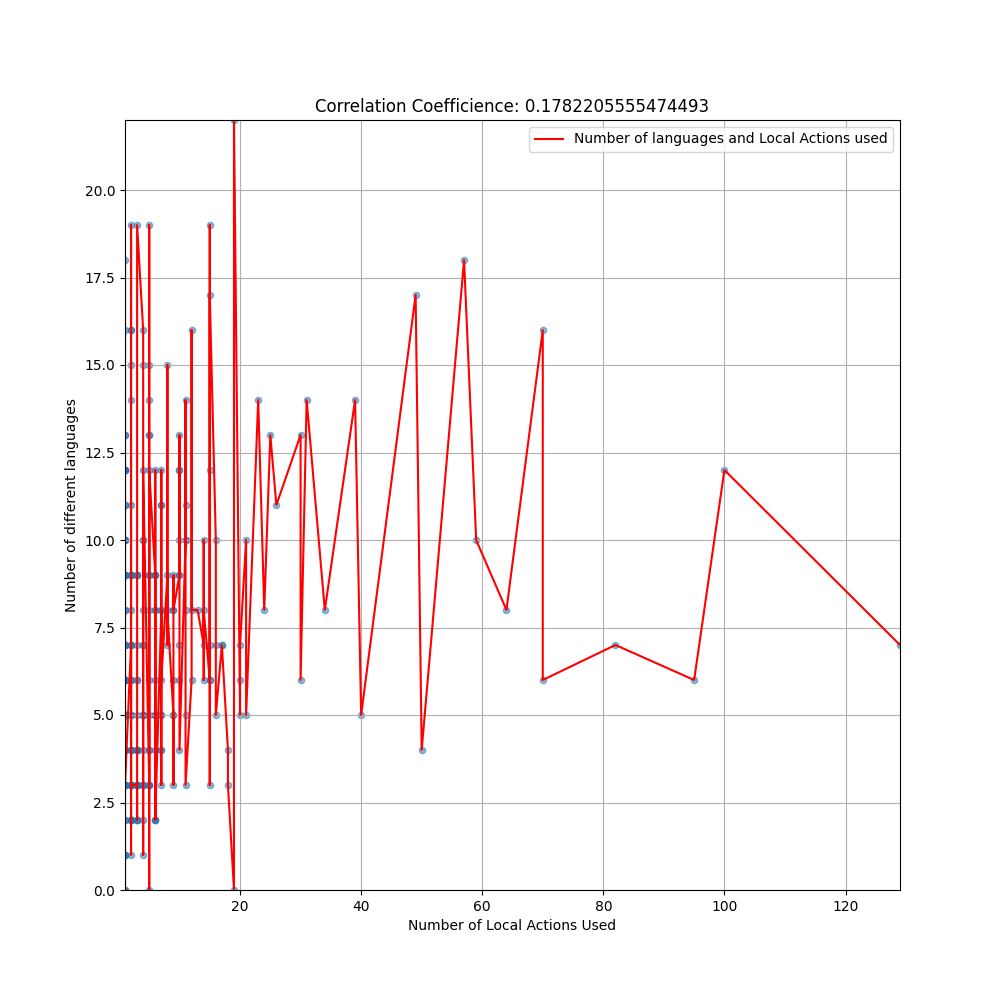 Correlation Coefficience: 0.1782205555474493
Number of languages and Local Actions used
Number of different languages
20.0
17.5
15.0
12.5
10.0
7.5
5.0
2.5
0.0
20 40 60 80 100 120
Number of Local Actions Used